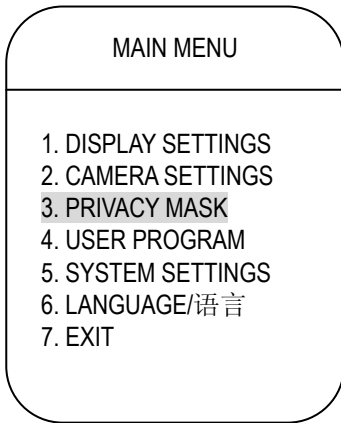 MAIN MENU
1. DISPLAY SETTINGS
2. CAMERA SETTINGS
3. PRIVACY MASK
4. USER PROGRAM
5. SYSTEM SETTINGS
6. LANGUAGE/语言
7. EXIT